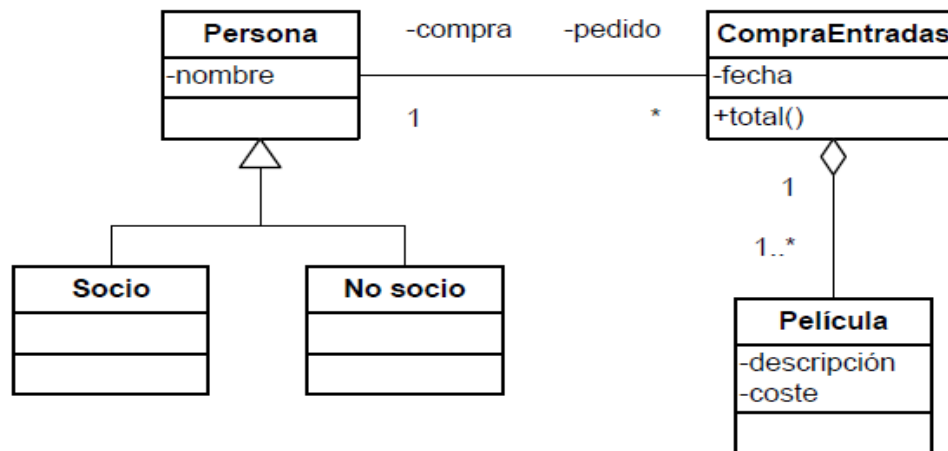 Persona
-nombre
-compra
-pedido
1
*
CompraEntradas
-fecha
+total()
1
1..*
Socio
No socio
Película
-descripción
-coste